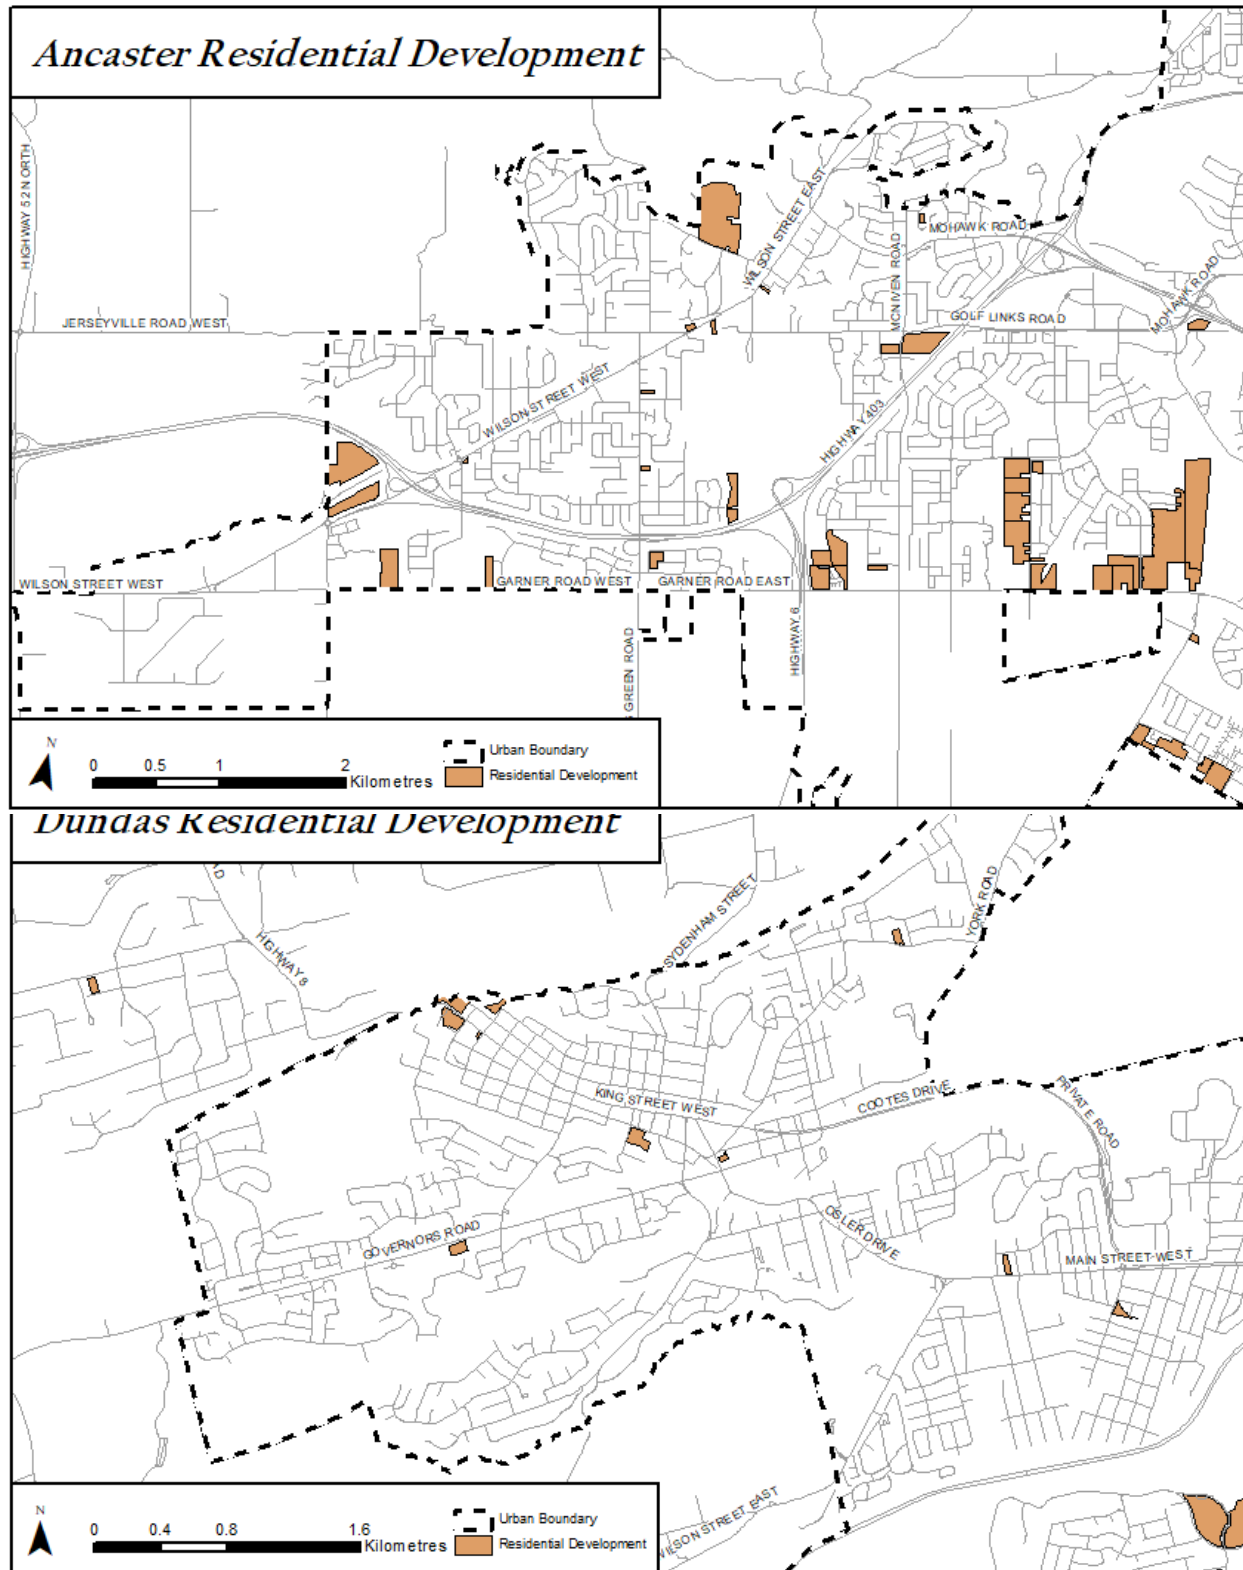 Ancaster Residential Development
HIGHWAY 52 NORTH
WILSON STREET EAST
MCNIVEN ROAD
MOHAWK ROAD
MOHAWK ROAD
JERSEYVILLE ROAD WEST
GOLF LINKS ROAD
WILSON STREET WEST
HIGHWAY 403
WILSON STREET WEST
GARNER ROAD WEST
GARNER ROAD EAST
HIGHWAY 6
GREEN ROAD
N
0 0.5 1 2
Kilometres
Urban Boundary
Residential Development
Dundas Residential Development
HIGHWAY 8
SYDENHAM STREET
YORK ROAD
KING STREET WEST
COOTES DRIVE
PRIVATE ROAD
GOVERNORS ROAD
OSLER DRIVE
MAIN STREET WEST
WILSON STREET EAST
N
0 0.4 0.8 1.6
Kilometres
Urban Boundary
Residential Development